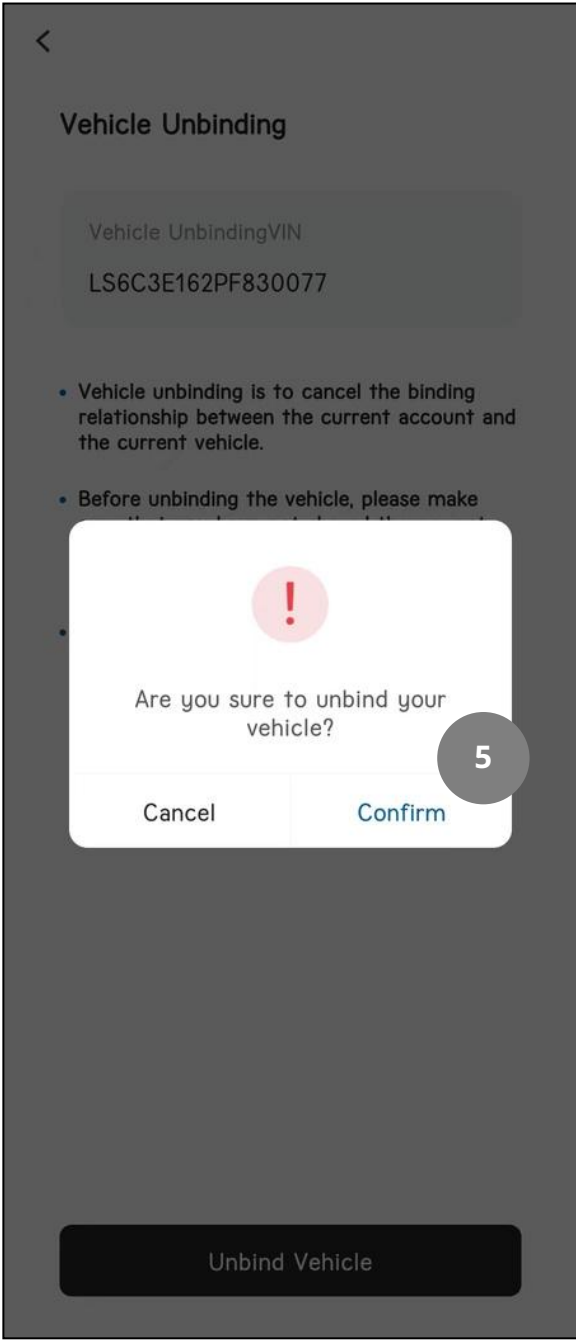 Vehicle Unbinding
Vehicle UnbindingVIN
LS6C3E162PF830077
• Vehicle unbinding is to cancel the binding
relationship between the current account and
the current vehicle.
• Before unbinding the vehicle, please make
Are you sure to unbind your
vehicle?
5
Cancel
Confirm
Unbind Vehicle